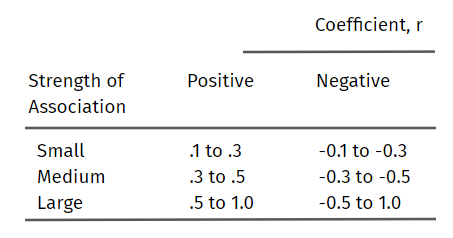 Coefficient, r
Strength of Association Positive Negative
Small .1 to .3 -0.1 to -0.3
Medium .3 to .5 -0.3 to -0.5
Large .5 to 1.0 -0.5 to 1.0